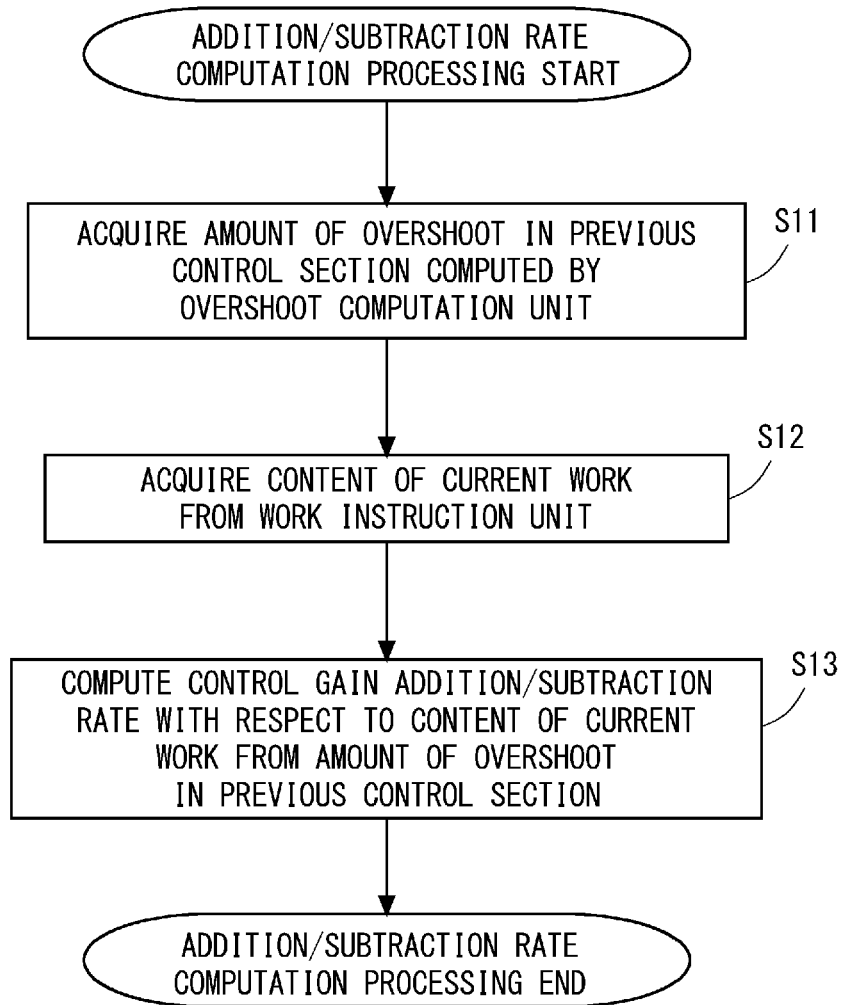 ADDITION/SUBTRACTION RATE
COMPUTATION PROCESSING START
ACQUIRE AMOUNT OF OVERSHOOT IN PREVIOUS
CONTROL SECTION COMPUTED BY
OVERSHOOT COMPUTATION UNIT
S11
ACQUIRE CONTENT OF CURRENT WORK
FROM WORK INSTRUCTION UNIT
S12
COMPUTE CONTROL GAIN ADDITION/SUBTRACTION
RATE WITH RESPECT TO CONTENT OF CURRENT
WORK FROM AMOUNT OF OVERSHOOT
IN PREVIOUS CONTROL SECTION
S13
ADDITION/SUBTRACTION RATE
COMPUTATION PROCESSING END